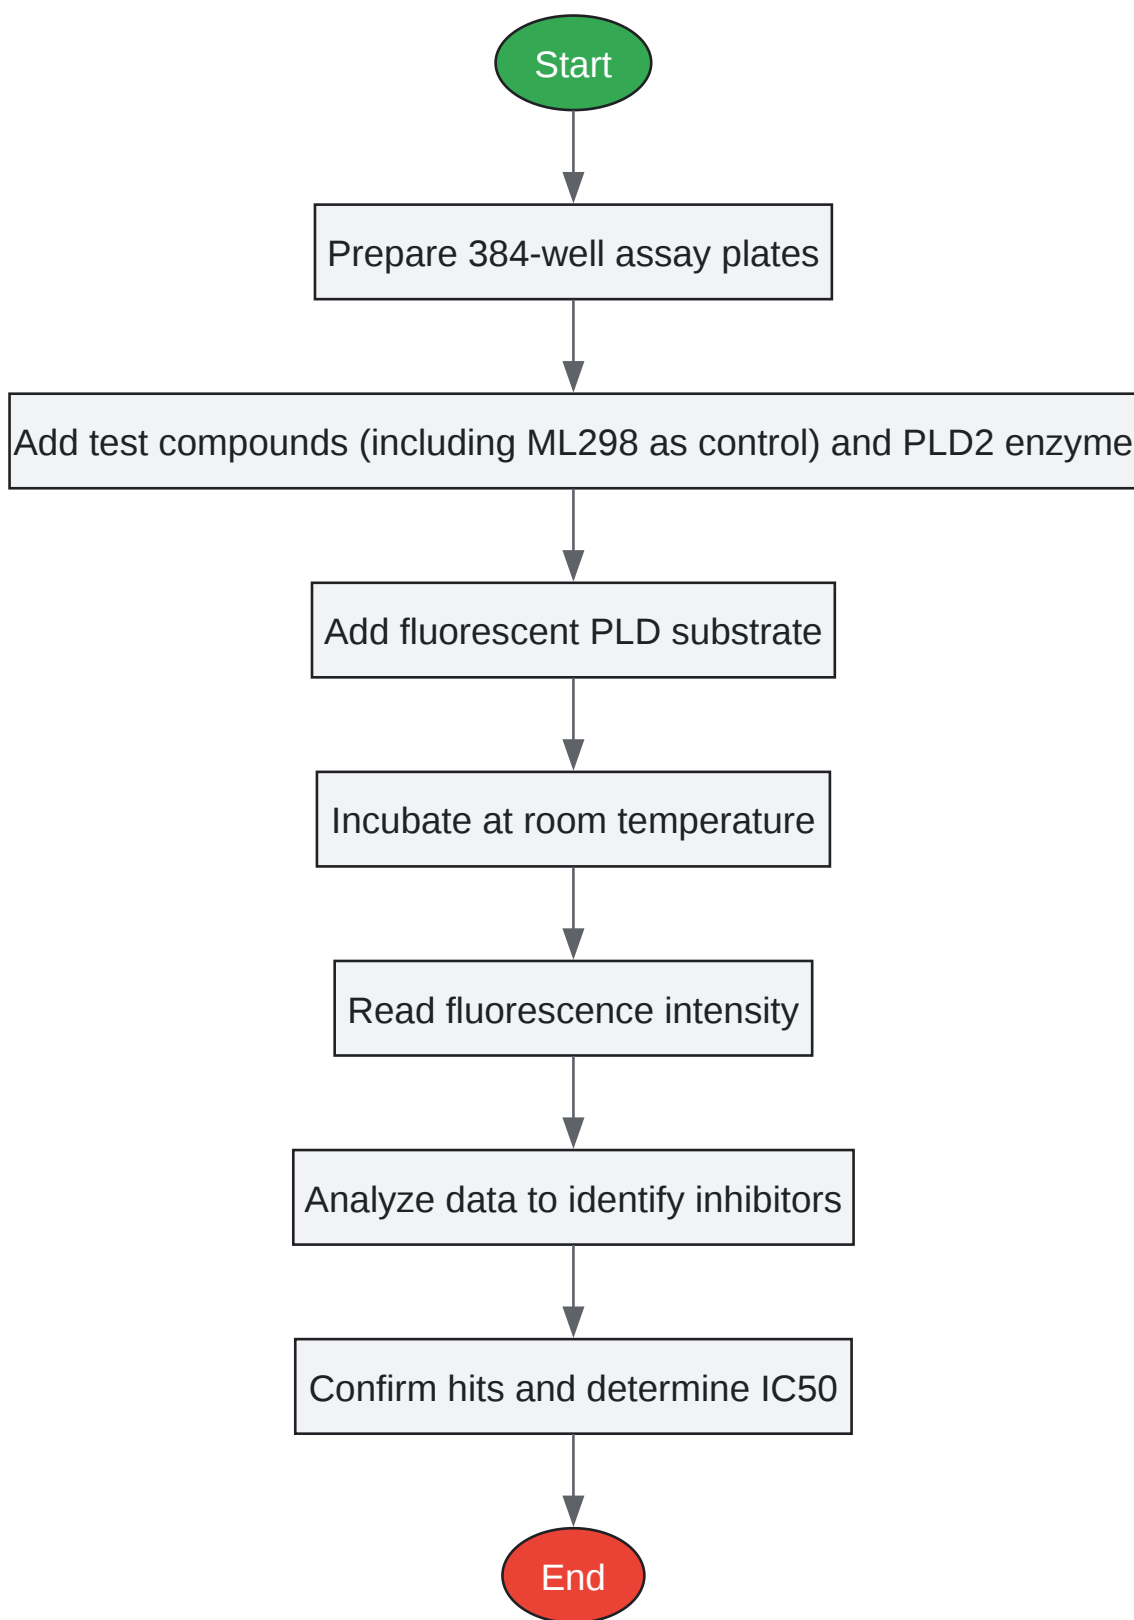 Start
Prepare 384-well assay plates
Add test compounds (including ML298 as control) and PLD2 enzyme
Add fluorescent PLD substrate
Incubate at room temperature
Read fluorescence intensity
Analyze data to identify inhibitors
Confirm hits and determine IC50
End